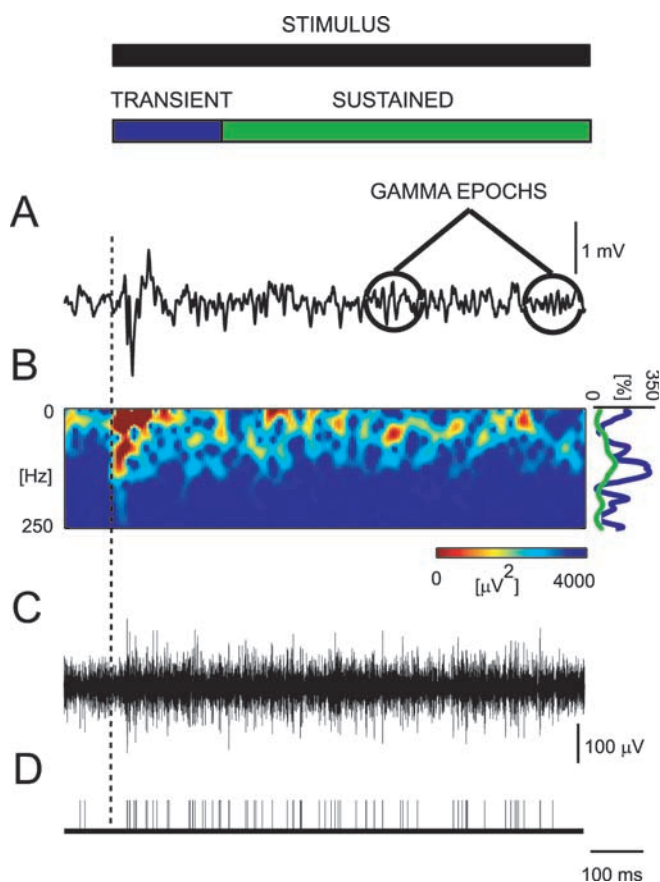 STIMULUS
TRANSIENT SUSTAINED
GAMMA EPOCHS
A
1 mV
B
0 350
[%]
0
[Hz]
250
0 4000
[µV²]
C
100 µV
D
100 ms